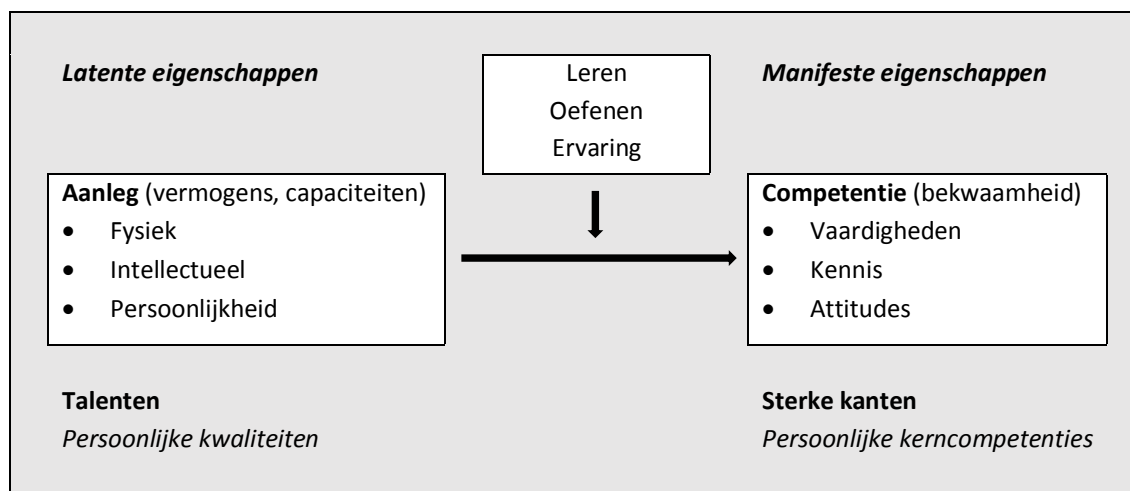 Latente eigenschappen
Leren
Oefenen
Ervaring
Manifeste eigenschappen
Aanleg (vermogens, capaciteiten)
• Fysiek
• Intellectueel
• Persoonlijkheid
Competentie (bekwaamheid)
• Vaardigheden
• Kennis
• Attitudes
Talenten
Persoonlijke kwaliteiten
Sterke kanten
Persoonlijke kerncompetenties